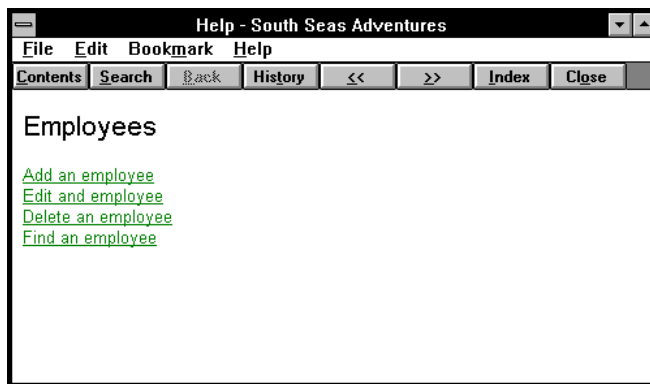 Help - South Seas Adventures
File Edit Bookmark Help
Contents Search Back History << >> Index Close
Employees
Add an employee
Edit and employee
Delete an employee
Find an employee